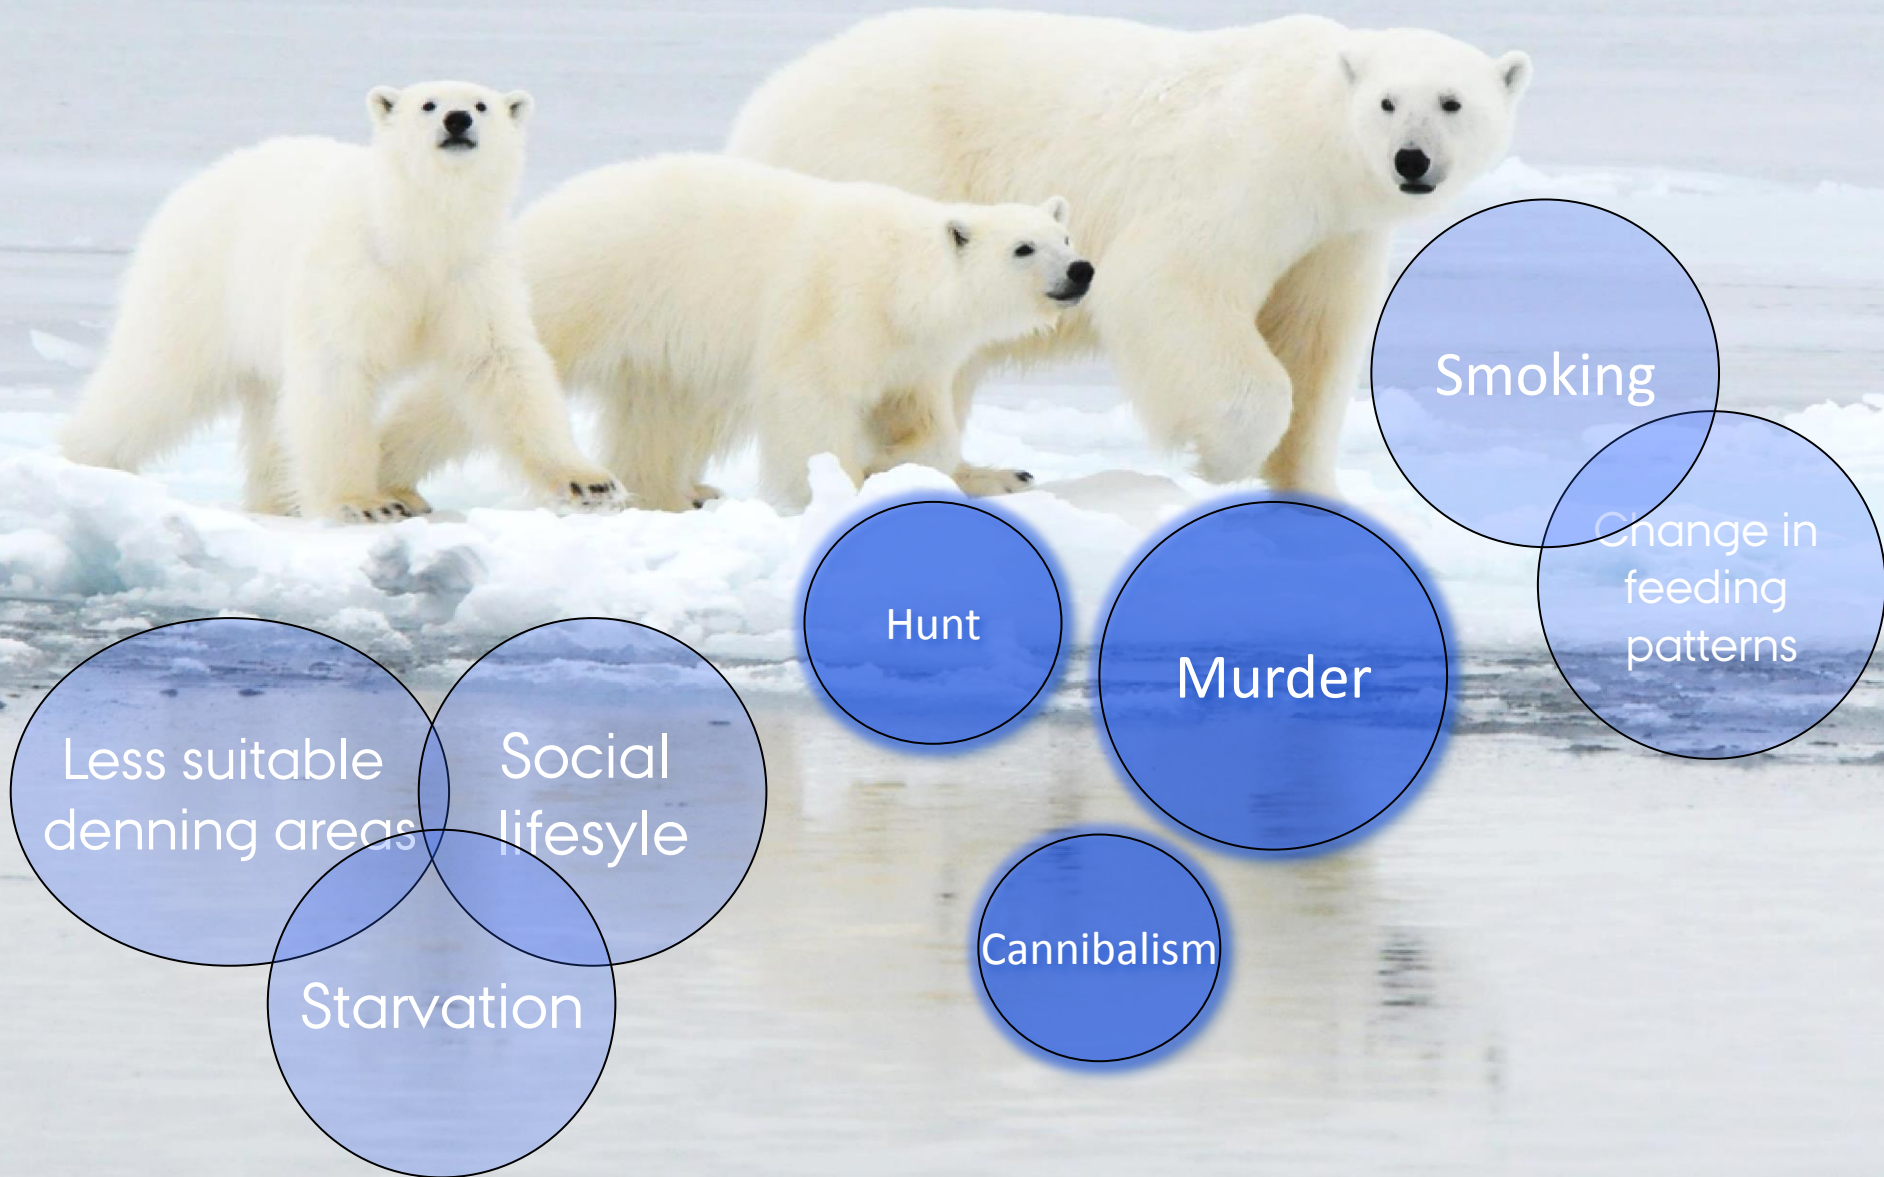 Smoking
Change in
feeding
patterns
Hunt
Murder
Less suitable
denning areas
Social
lifesyle
Cannibalism
Starvation